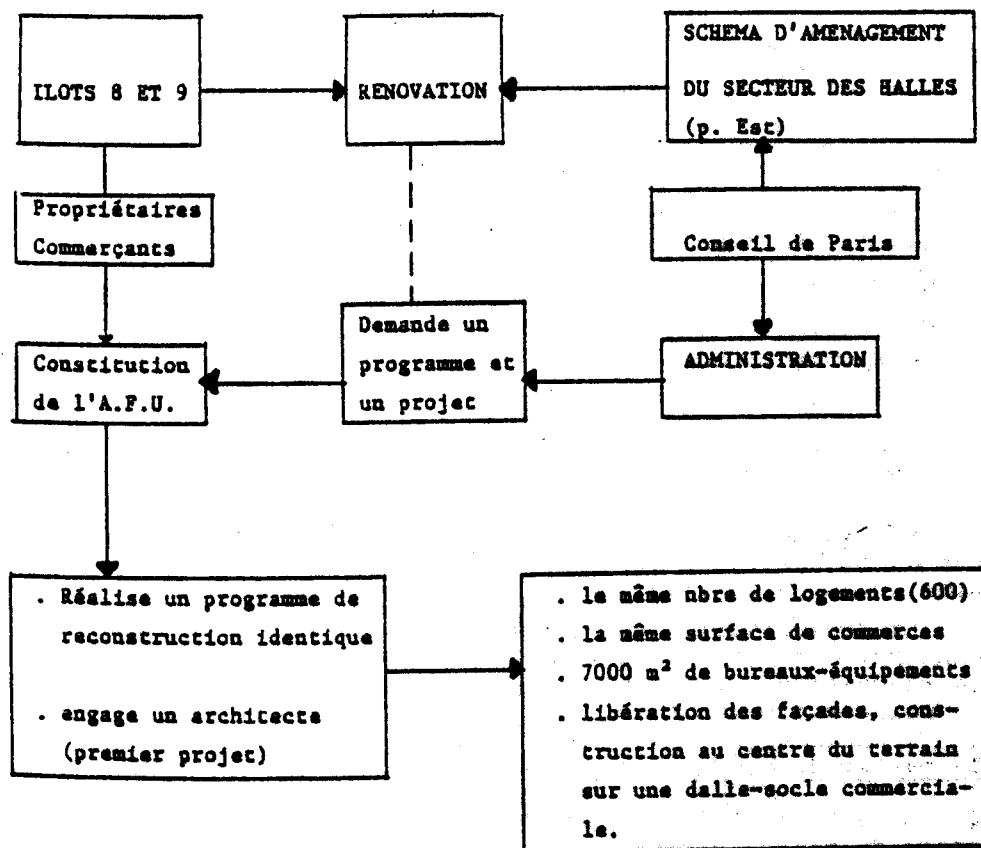 ILOTS 8 ET 9
RENOVATION
SCHEMA D'AMENAGEMENT
DU SECTEUR DES HALLES
(p. Est)
Propriétaires
Commerçants
Conseil de Paris
Constitution
de l'A.F.U.
Demande un
programme et
un projet
ADMINISTRATION
. Réalise un programme de
reconstruction identique
. engage un architecte
(premier projet)
. le même nbre de logements(600)
. la même surface de commerces
. 7000 m² de bureaux-équipements
. libération des façades, cons-
truction au centre du terrain
sur une dalle-socle commercia-
le.